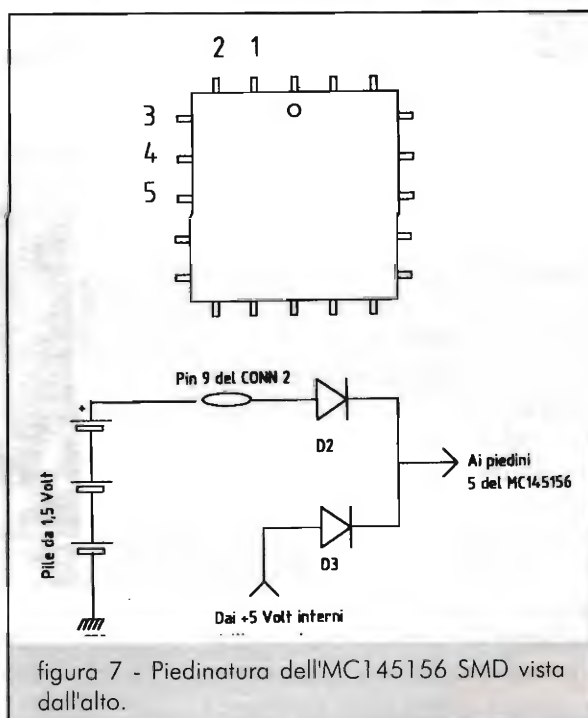 2 1
3
4
5
Pin 9 del CONN 2
+
D2
Pile da 1,5 Volt
Ai piedini
5 del MC145156
D3
Dai +5 Volt interni
figura 7 - Piedinatura dell'MC145156 SMD vista
dall'alto.